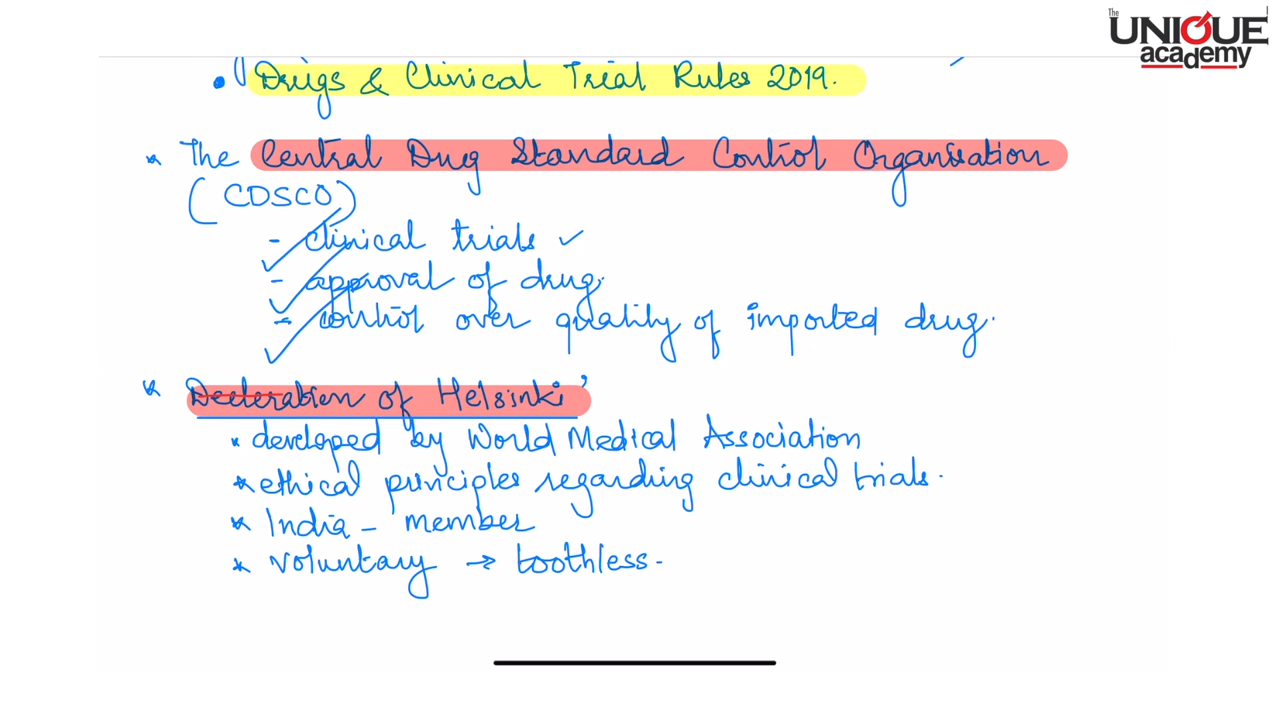 The
UNIQUE
academy
• Drugs & Clinical Trial Rules 2019.
* The Central Drug Standard Control Organisation
(CDSCO)
- clinical trials ✓
- approval of drug.
- control over quality of imported drug.
* Decleration of Helsinki'
* developed by World Medical Association
* ethical principles regarding clinical trials.
* India - member
* Voluntary → toothless.